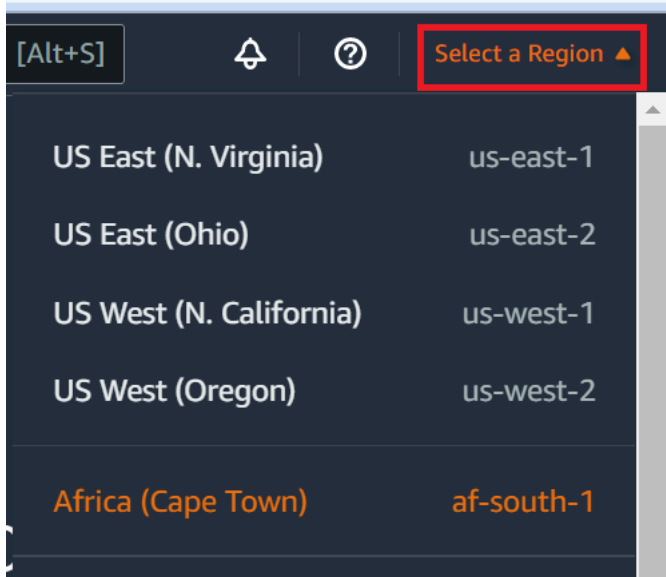 [Alt+S] Select a Region
US East (N. Virginia) us-east-1
US East (Ohio) us-east-2
US West (N. California) us-west-1
US West (Oregon) us-west-2
Africa (Cape Town) af-south-1